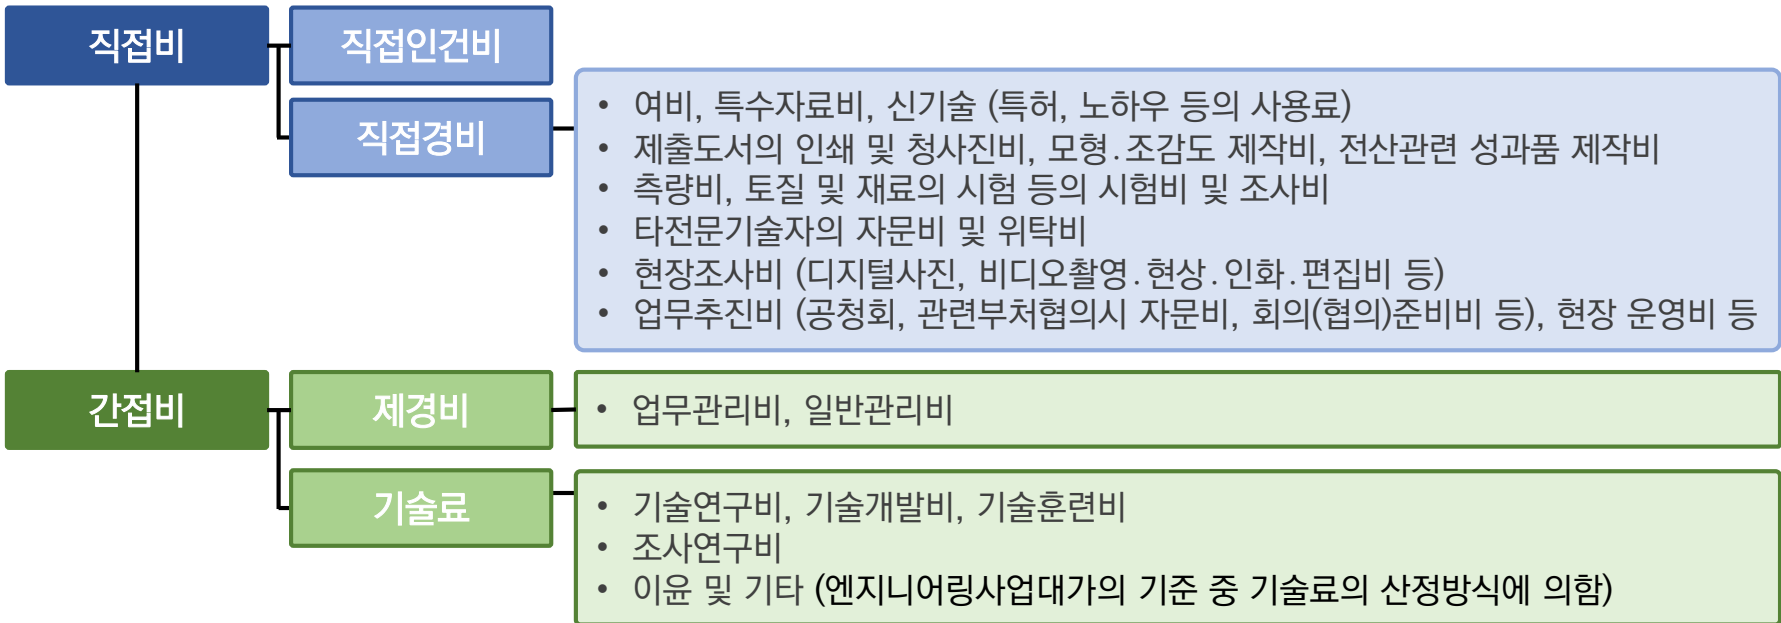 직접비
직접인건비
직접경비
• 여비, 특수자료비, 신기술 (특허, 노하우 등의 사용료)
• 제출도서의 인쇄 및 청사진비, 모형.조감도 제작비, 전산관련 성과품 제작비
• 측량비, 토질 및 재료의 시험 등의 시험비 및 조사비
• 타전문기술자의 자문비 및 위탁비
• 현장조사비 (디지털사진, 비디오촬영.현상.인화.편집비 등)
• 업무추진비 (공청회, 관련부처협의시 자문비, 회의(협의)준비비 등), 현장 운영비 등
간접비
제경비
• 업무관리비, 일반관리비
기술료
• 기술연구비, 기술개발비, 기술훈련비
• 조사연구비
• 이윤 및 기타 (엔지니어링사업대가의 기준 중 기술료의 산정방식에 의함)